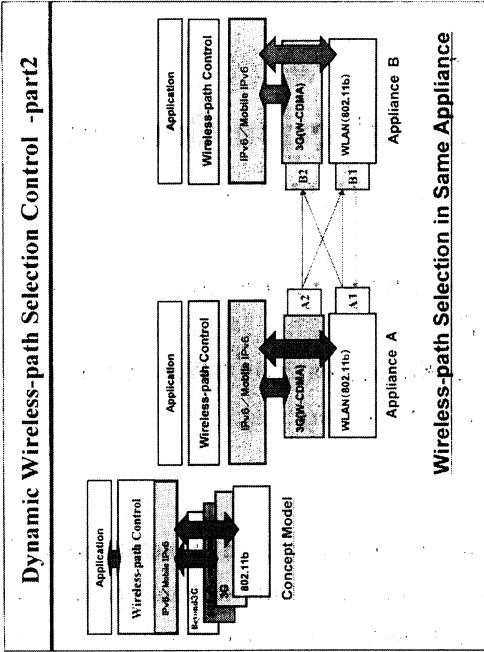 Dynamic Wireless-path Selection Control -part2
Application
Wireless-path Control
IPv6／Mobile IPv6
Beyond3G
3G
802.11b
Concept Model
Application
Wireless-path Control
IPv6／Mobile IPv6
3G(W-CDMA)
WLAN(802.11b)
A2
A1
Appliance A
Application
Wireless-path Control
IPv6／Mobile IPv6
B2
3G(W-CDMA)
B1
WLAN(802.11b)
Appliance B
Wireless-path Selection in Same Appliance